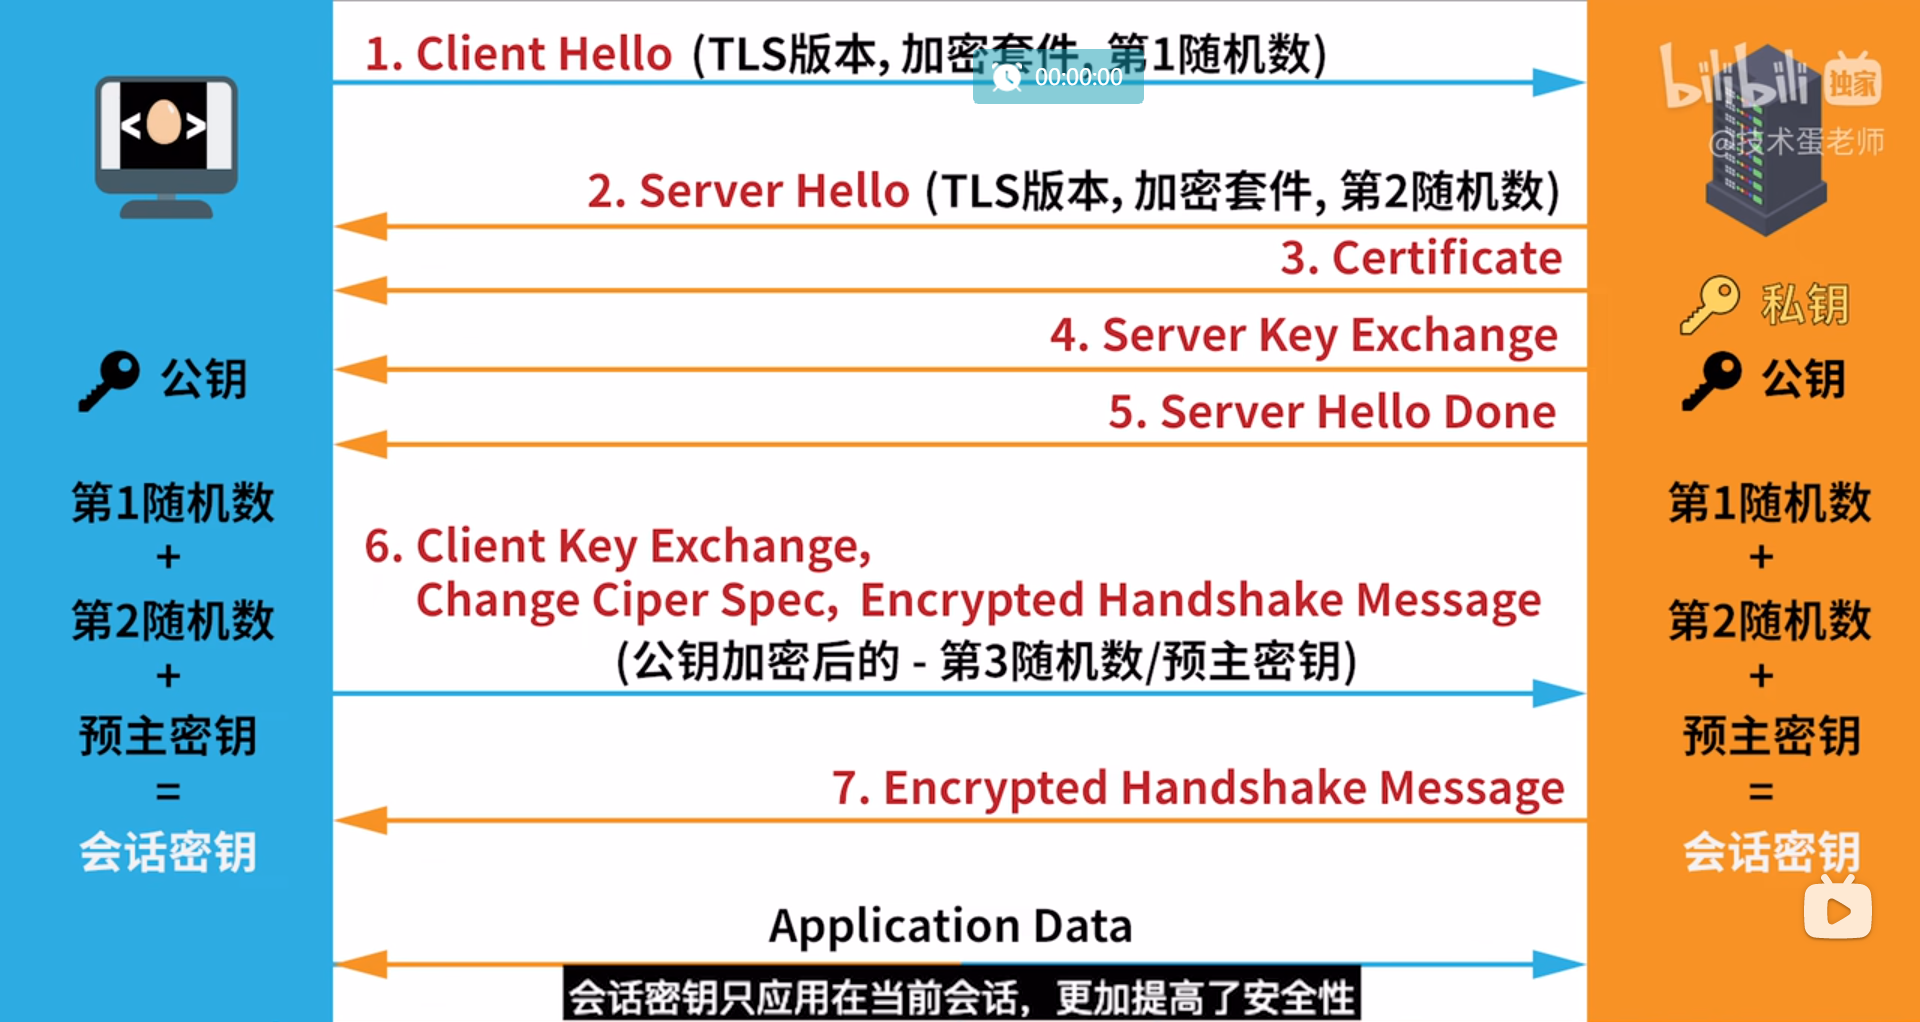 1. Client Hello (TLS版本, 加密套件, 第1随机数)
00:00:00
bilibili 独家
@技术蛋老师
< >
2. Server Hello (TLS版本, 加密套件, 第2随机数)
3. Certificate
私钥
4. Server Key Exchange
公钥
公钥
5. Server Hello Done
第1随机数
+
第2随机数
+
预主密钥
=
会话密钥
6. Client Key Exchange,
Change Ciper Spec, Encrypted Handshake Message
(公钥加密后的 - 第3随机数/预主密钥)
7. Encrypted Handshake Message
第1随机数
+
第2随机数
+
预主密钥
=
会话密钥
Application Data
会话密钥只应用在当前会话，更加提高了安全性